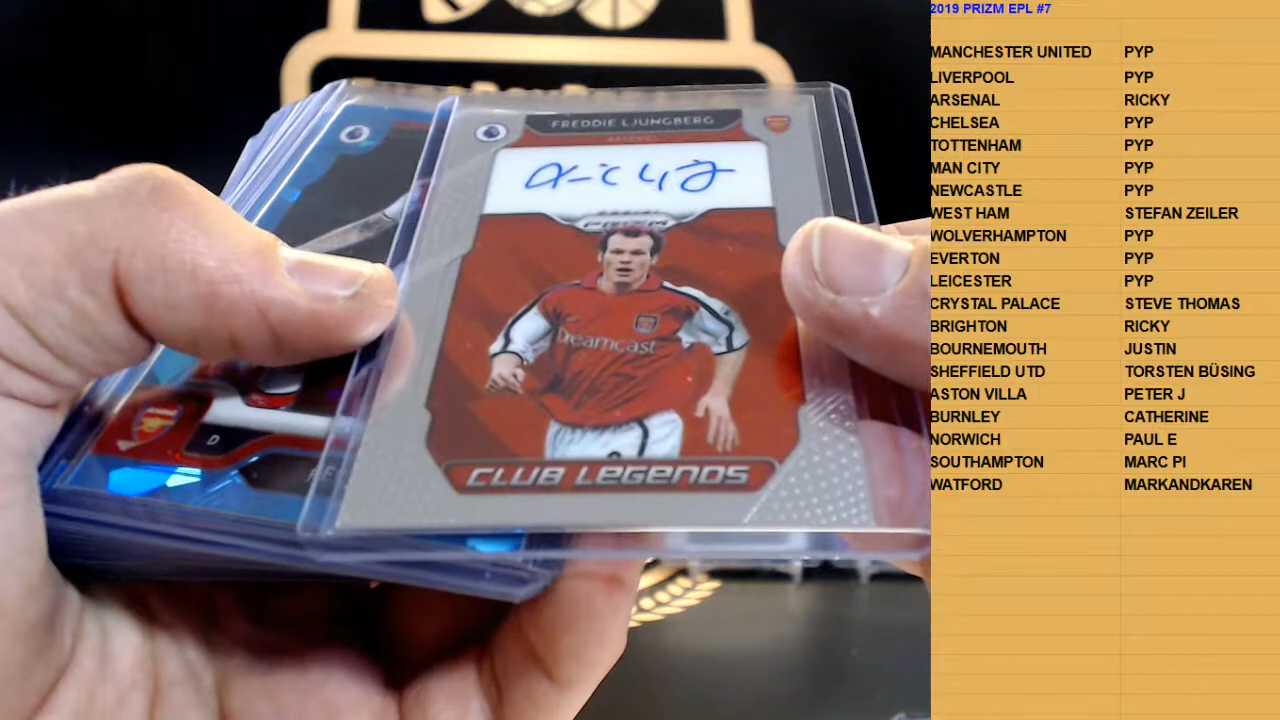 2019 PRIZM EPL #7
MANCHESTER UNITED PYP
LIVERPOOL PYP
ARSENAL RICKY
CHELSEA PYP
TOTTENHAM PYP
MAN CITY PYP
NEWCASTLE PYP
WEST HAM STEFAN ZEILER
WOLVERHAMPTON PYP
EVERTON PYP
LEICESTER PYP
CRYSTAL PALACE STEVE THOMAS
BRIGHTON RICKY
BOURNEMOUTH JUSTIN
SHEFFIELD UTD TORSTEN BÜSING
ASTON VILLA PETER J
BURNLEY CATHERINE
NORWICH PAUL E
SOUTHAMPTON MARC PI
WATFORD MARKANDKAREN
FREDDIE LJUNGBERG
ARSENAL
PRIZM
Dreamcast
CLUB LEGENDS
D